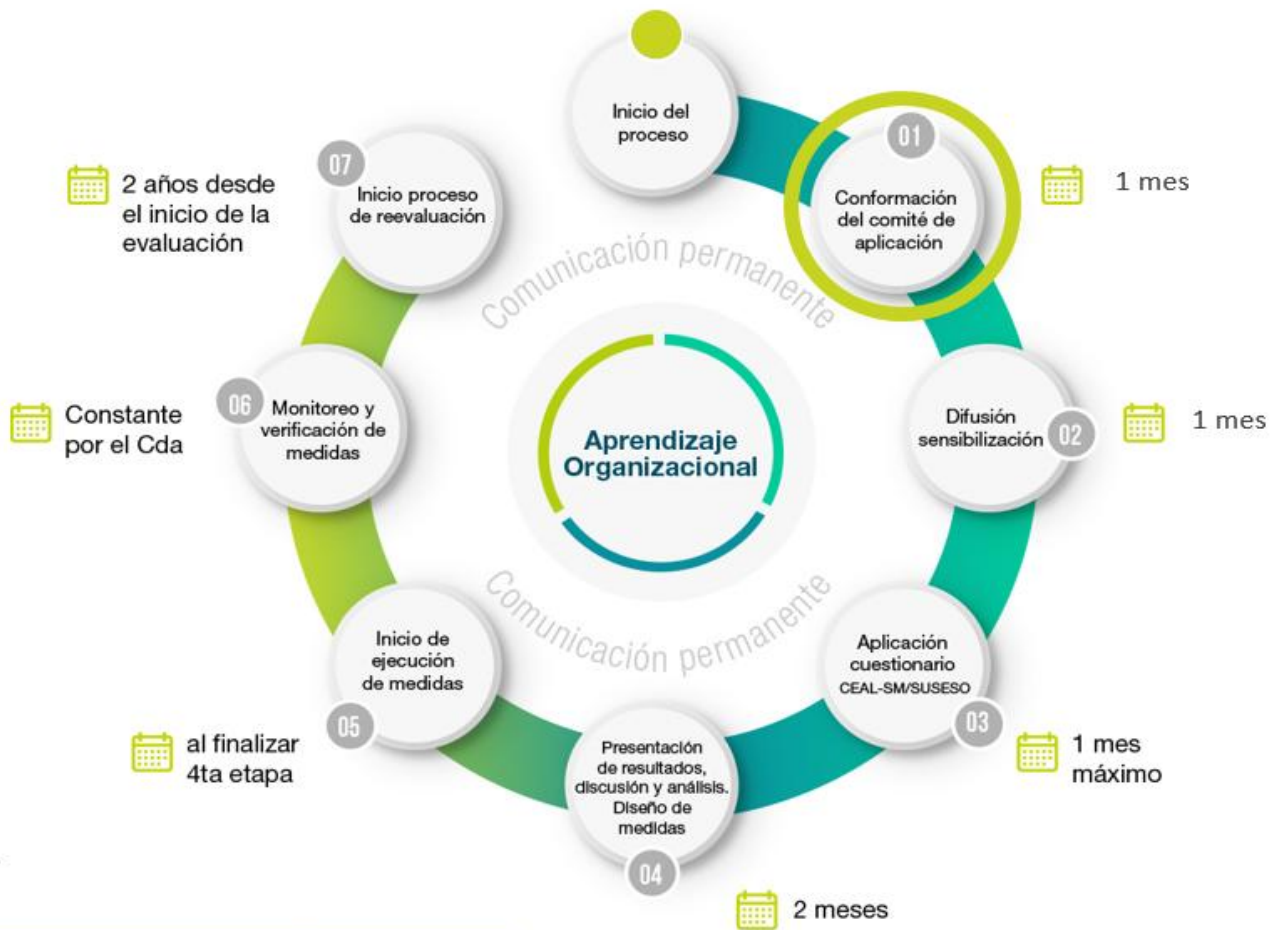 Inicio del
proceso
01
Conformación
del comité de
aplicación
1 mes
Difusión
sensibilización
02
1 mes
Aplicación
cuestionario
CEAL-SM/SUSESO
03
1 mes
máximo
Presentación
de resultados,
discusión y análisis.
Diseño de
medidas
04
2 meses
Inicio de
ejecución
de medidas
05
al finalizar
4ta etapa
06
Monitoreo y
verificación de
medidas
Constante
por el Cda
07
Inicio proceso
de reevaluación
2 años desde
el inicio de la
evaluación
Comunicación permanente
Aprendizaje
Organizacional
Comunicación permanente